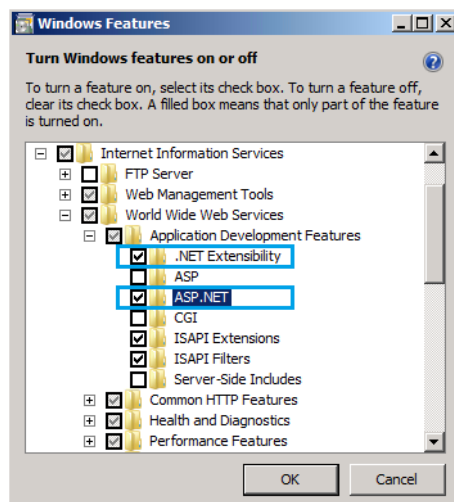 Windows Features
Turn Windows features on or off
To turn a feature on, select its check box. To turn a feature off,
clear its check box. A filled box means that only part of the feature
is turned on.
Internet Information Services
FTP Server
Web Management Tools
World Wide Web Services
Application Development Features
.NET Extensibility
ASP
ASP.NET
CGI
ISAPI Extensions
ISAPI Filters
Server-Side Includes
Common HTTP Features
Health and Diagnostics
Performance Features
OK Cancel